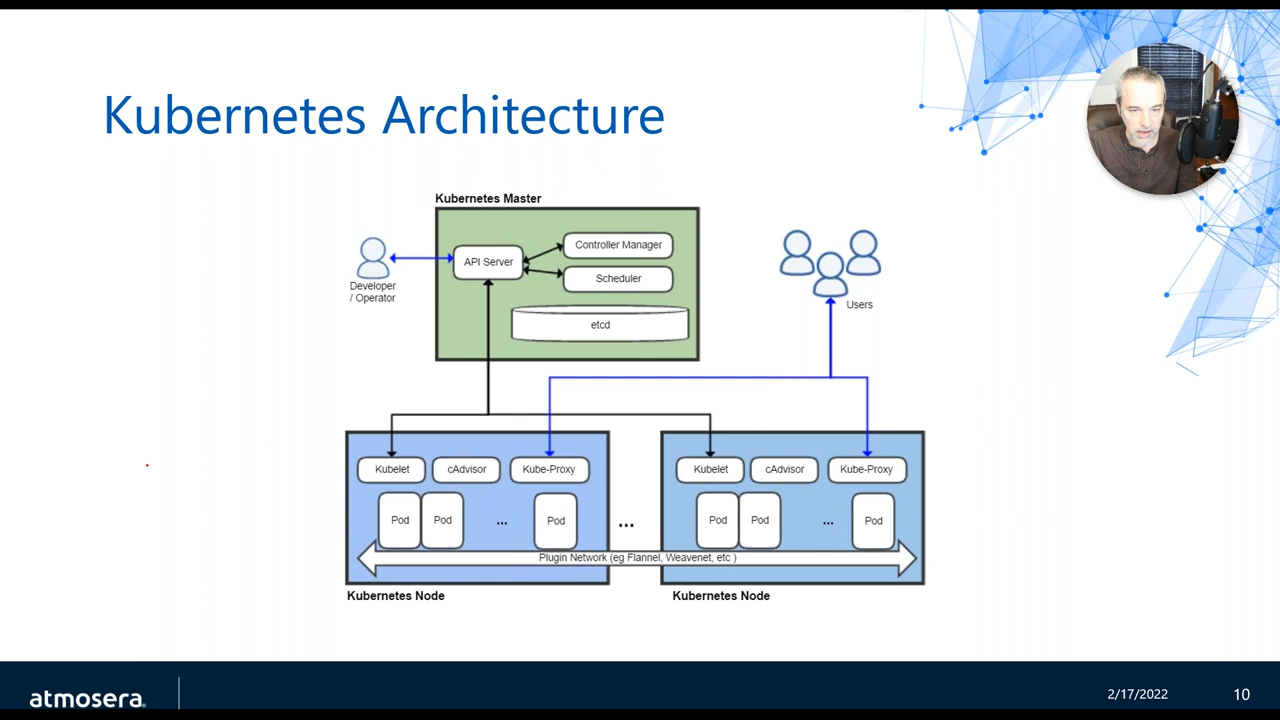 Kubernetes Architecture
Kubernetes Master
API Server
Controller Manager
Scheduler
etcd
Developer
/ Operator
Users
Kubelet
cAdvisor
Kube-Proxy
Pod
Pod
...
Pod
...
Kubelet
cAdvisor
Kube-Proxy
Pod
Pod
...
Pod
Plugin Network (eg Flannel, Weavenet, etc )
Kubernetes Node
Kubernetes Node
atmosera
2/17/2022
10